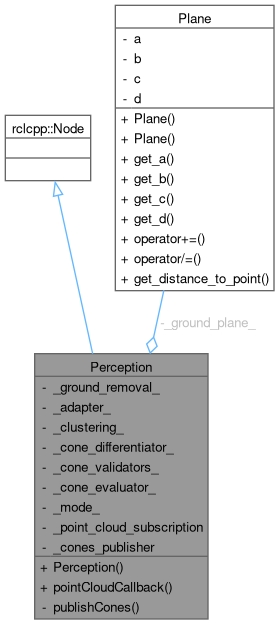 Plane
- a
- b
- c
- d
+ Plane()
+ Plane()
+ get_a()
+ get_b()
+ get_c()
+ get_d()
+ operator+=()
+ operator/=()
+ get_distance_to_point()
rclcpp::Node
-_ground_plane_
Perception
- _ground_removal_
- _adapter_
- _clustering_
- _cone_differentiator_
- _cone_validators_
- _cone_evaluator_
- _mode_
- _point_cloud_subscription
- _cones_publisher
+ Perception()
+ pointCloudCallback()
- publishCones()